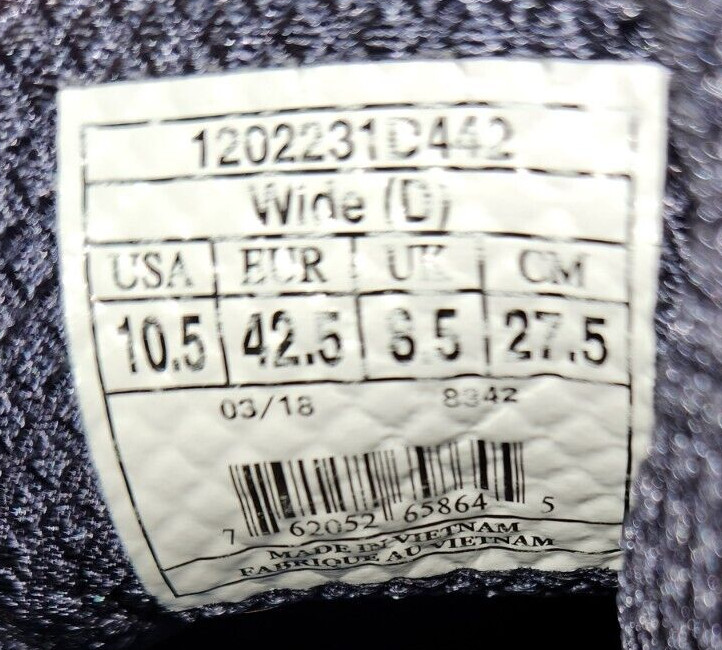 1202231D442
Wide (D)
USA EUR UK CM
10.5 42.5 8.5 27.5
03/18 8342
7 62052 65864 5
MADE IN VIETNAM
FABRIQUE AU VIETNAM